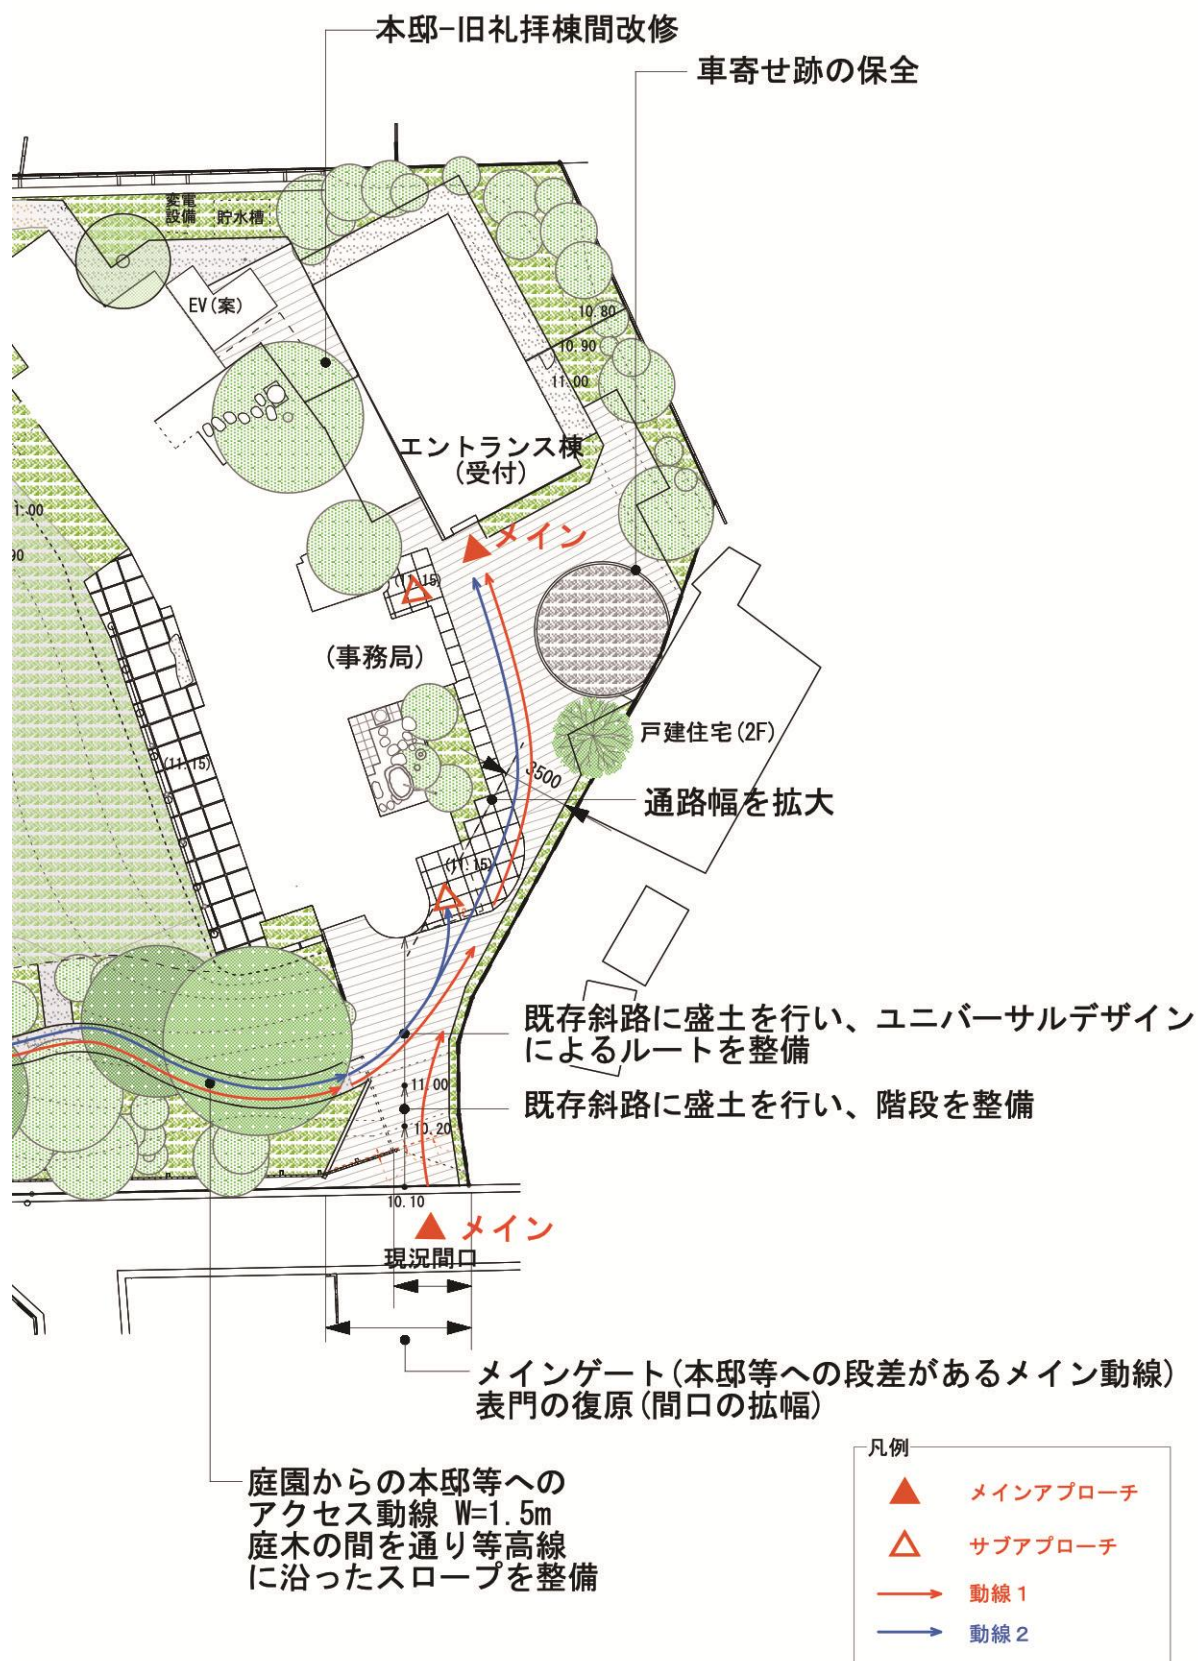 本邸-旧礼拝棟間改修
車寄せ跡の保全
変電
設備
貯水槽
EV(案)
10.80
10.90
11.00
エントランス棟
(受付)
1.00
90
メイン
(11.15)
(事務局)
戸建住宅(2F)
(11.15)
3500
通路幅を拡大
(11.15)
既存斜路に盛土を行い、ユニバーサルデザイン
によるルートを整備
11.00
既存斜路に盛土を行い、階段を整備
10.20
10.10
メイン
現況間口
メインゲート(本邸等への段差があるメイン動線)
表門の復原(間口の拡幅)
庭園からの本邸等への
アクセス動線 W=1.5m
庭木の間を通り等高線
に沿ったスロープを整備
凡例
メインアプローチ
サブアプローチ
動線1
動線2